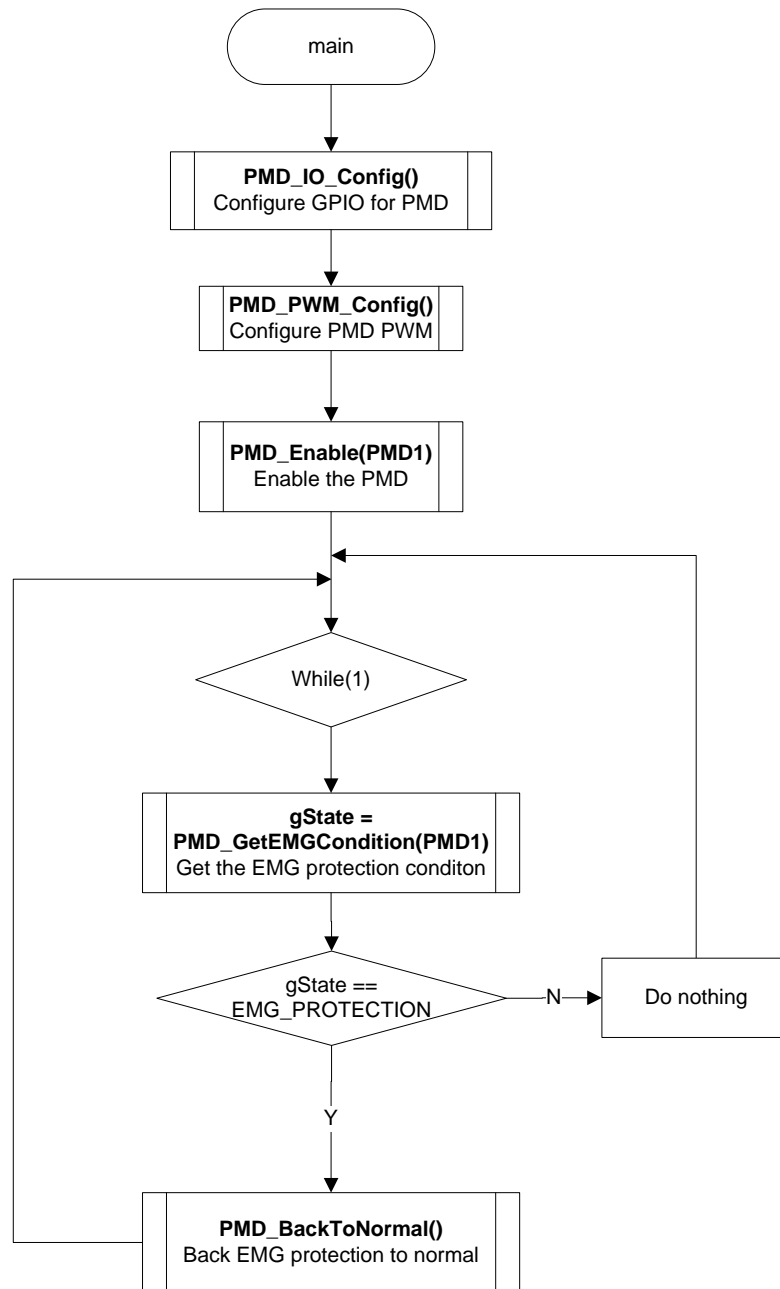 main
PMD_IO_Config()
Configure GPIO for PMD
PMD_PWM_Config()
Configure PMD PWM
PMD_Enable(PMD1)
Enable the PMD
While(1)
gState =
PMD_GetEMGCondition(PMD1)
Get the EMG protection conditon
gState ==
EMG_PROTECTION
N
Do nothing
Y
PMD_BackToNormal()
Back EMG protection to normal